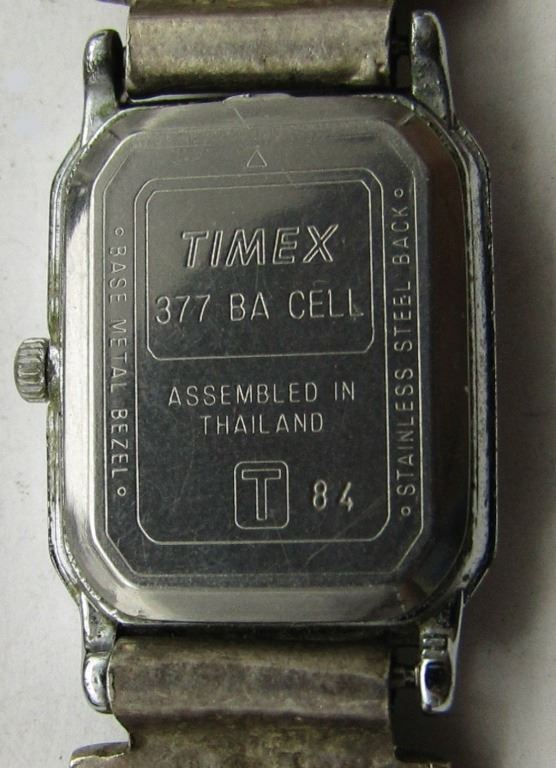 TIMEX
377 BA CELL
ASSEMBLED IN
THAILAND
T 84
BASE METAL BEZEL
STAINLESS STEEL BACK